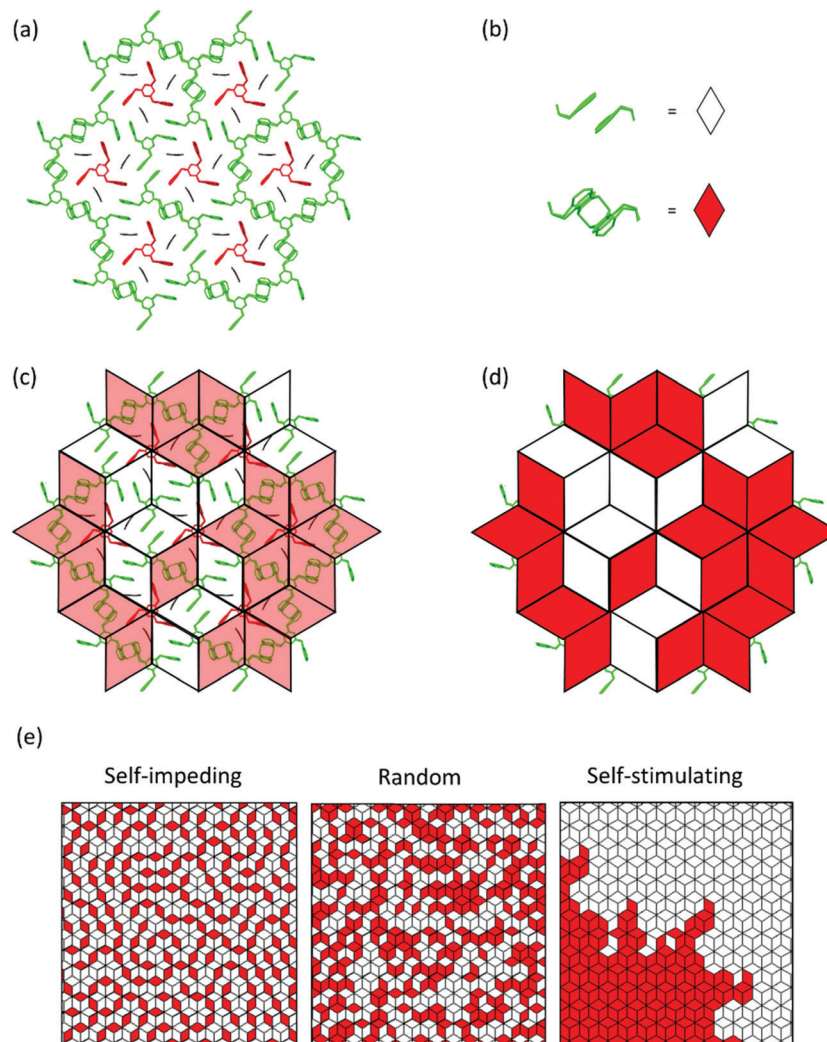 (a)
(b)
=
=
(c)
(d)
(e)
Self-impeding
Random
Self-stimulating